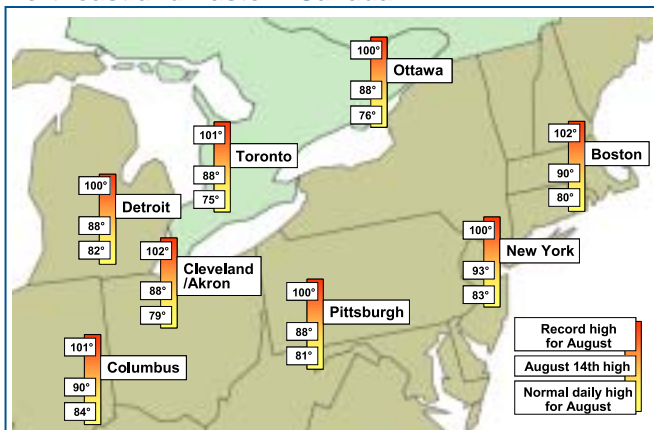 100°
Ottawa
88°
76°
101°
Toronto
88°
75°
102°
Boston
90°
80°
100°
Detroit
88°
82°
102°
Cleveland
/Akron
88°
79°
100°
New York
93°
83°
100°
Pittsburgh
88°
81°
101°
Columbus
90°
84°
Record high
for August
August 14th high
Normal daily high
for August